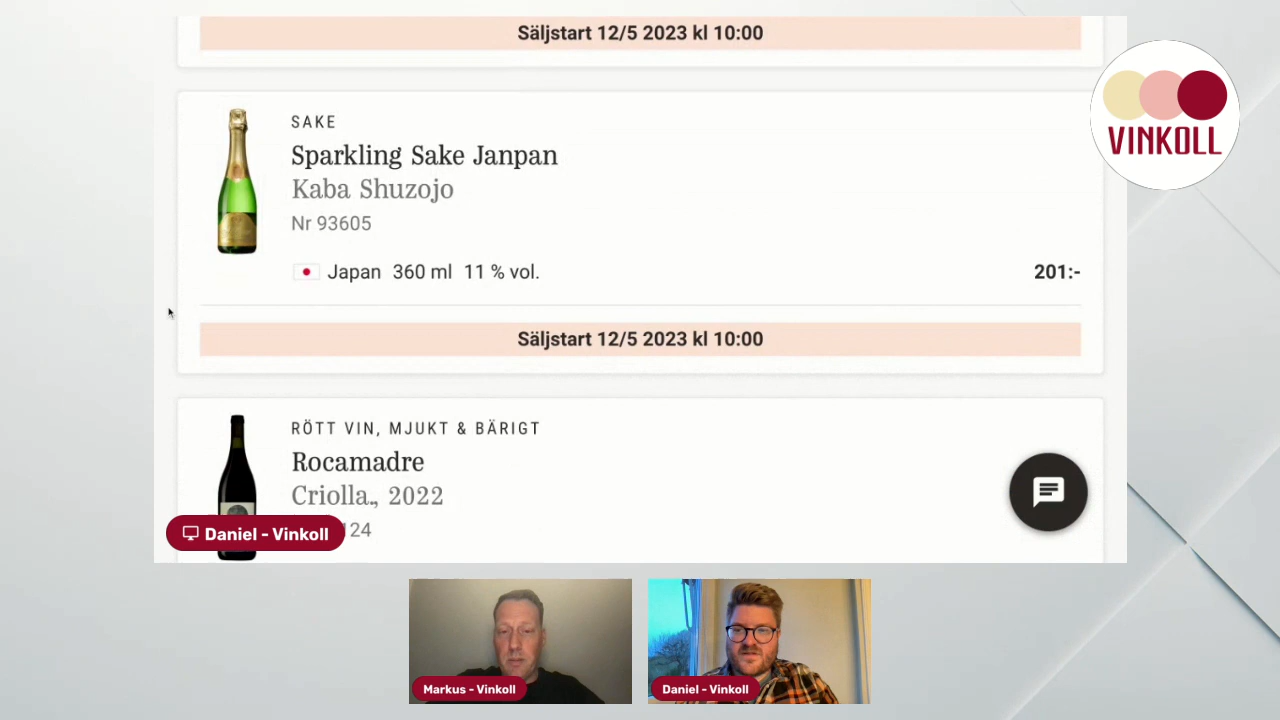 Säljstart 12/5 2023 kl 10:00
VINKOLL
SAKE
Sparkling Sake Janpan
Kaba Shuzojo
Nr 93605
Japan 360 ml 11 % vol.
201:-
Säljstart 12/5 2023 kl 10:00
RÖTT VIN, MJUKT & BÄRIGT
Rocamadre
Criolla., 2022
124
Daniel - Vinkoll
Markus - Vinkoll
Daniel - Vinkoll